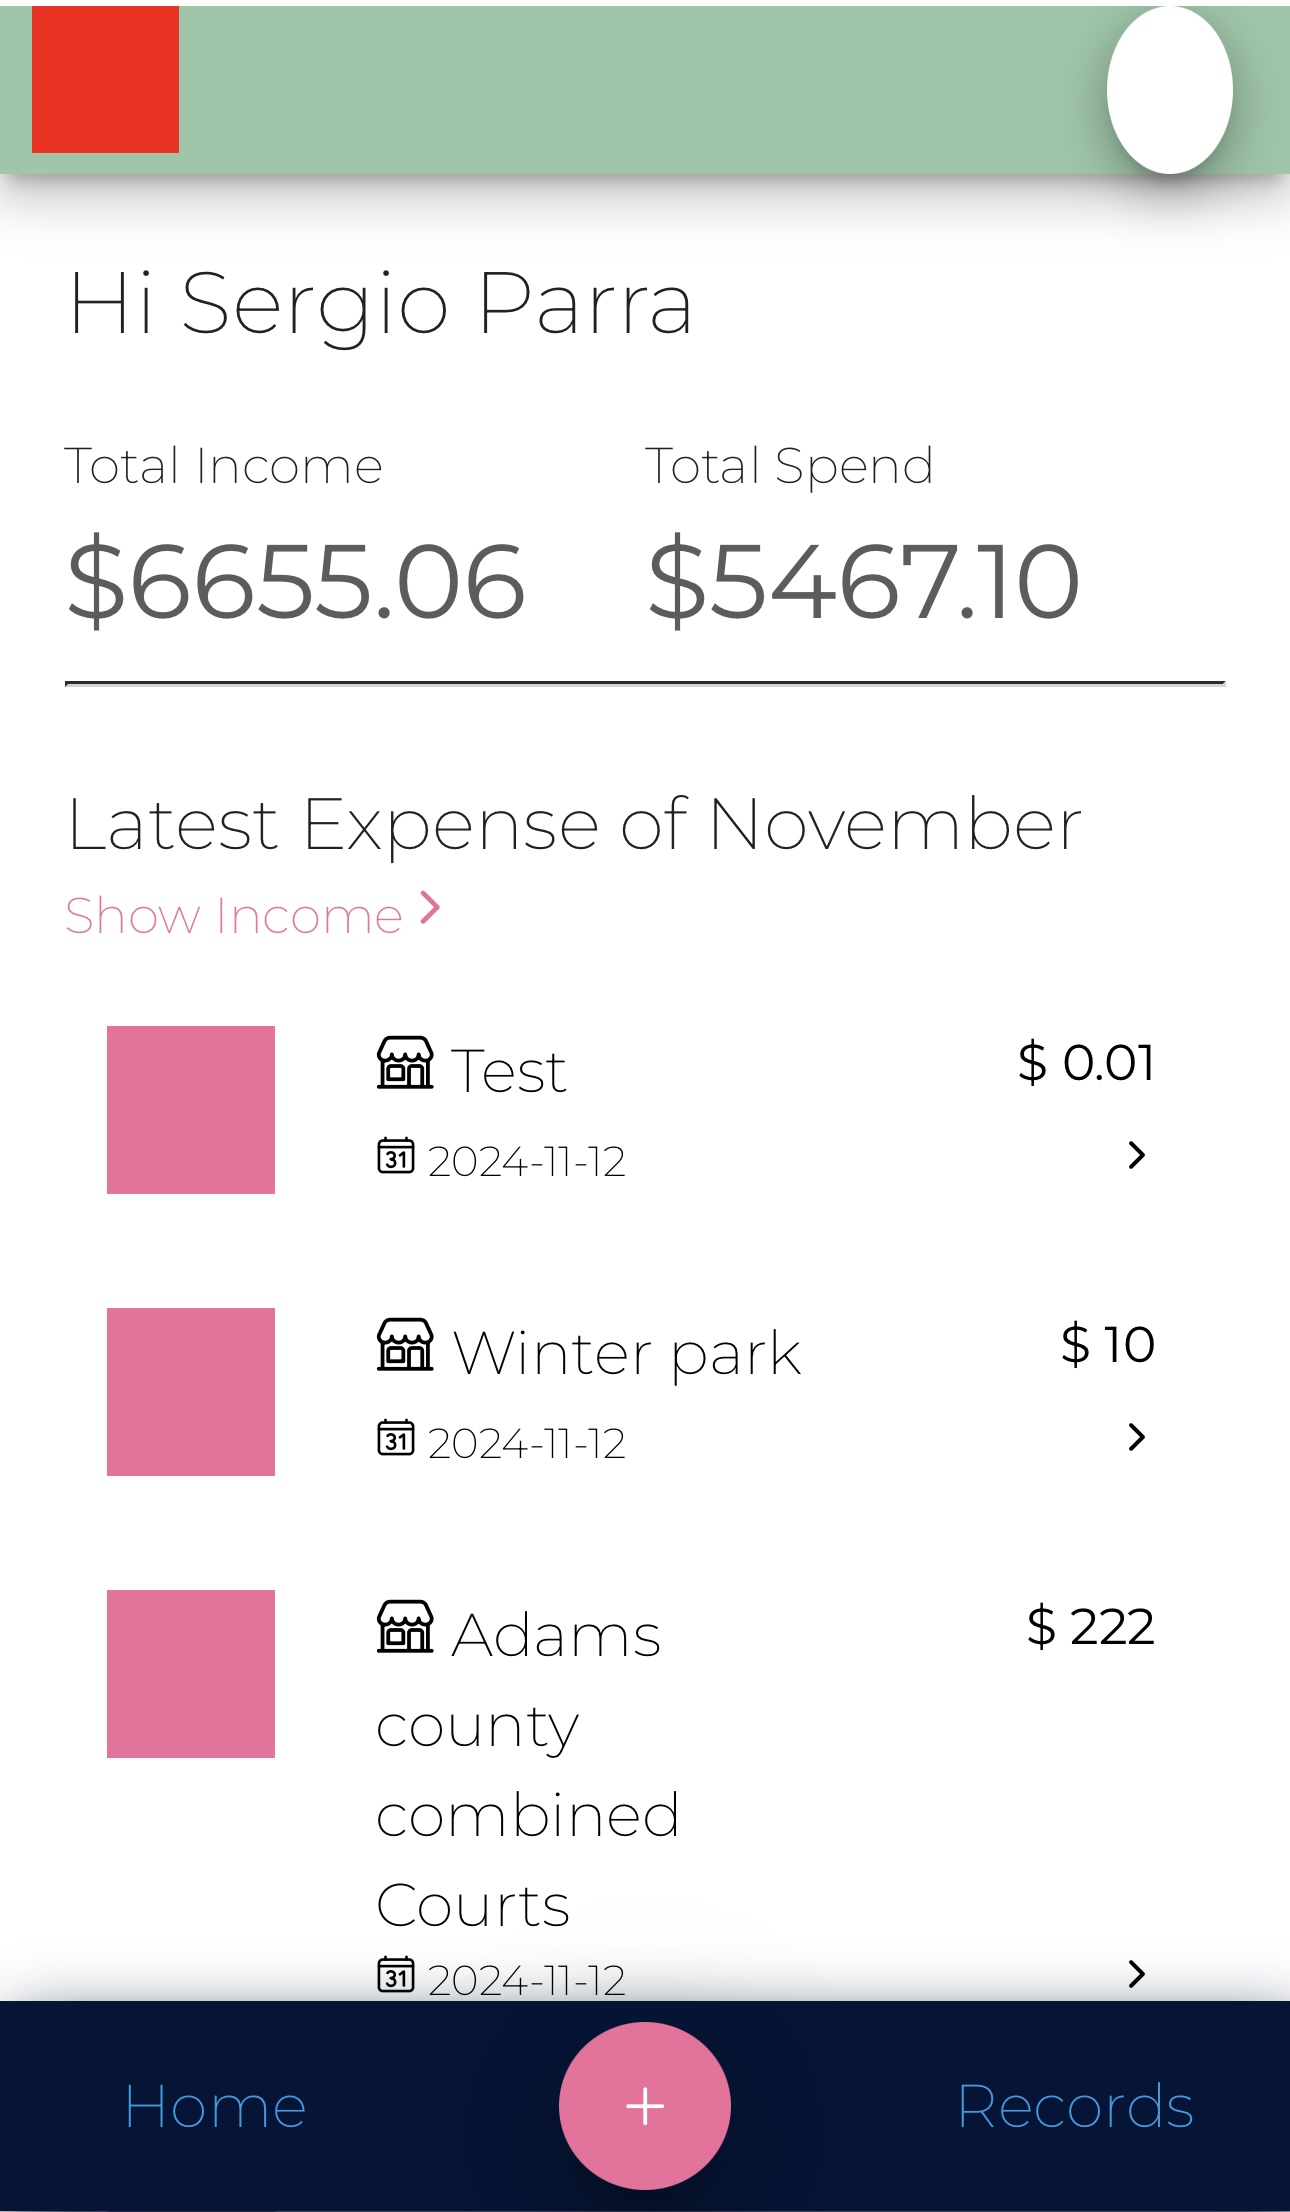 Hi Sergio Parra
Total Income
Total Spend
$6655.06
$5467.10
Latest Expense of November
Show Income
Test
$ 0.01
31 2024-11-12
Winter park
$ 10
31 2024-11-12
Adams
$ 222
county
combined
Courts
31 2024-11-12
Home
+
Records